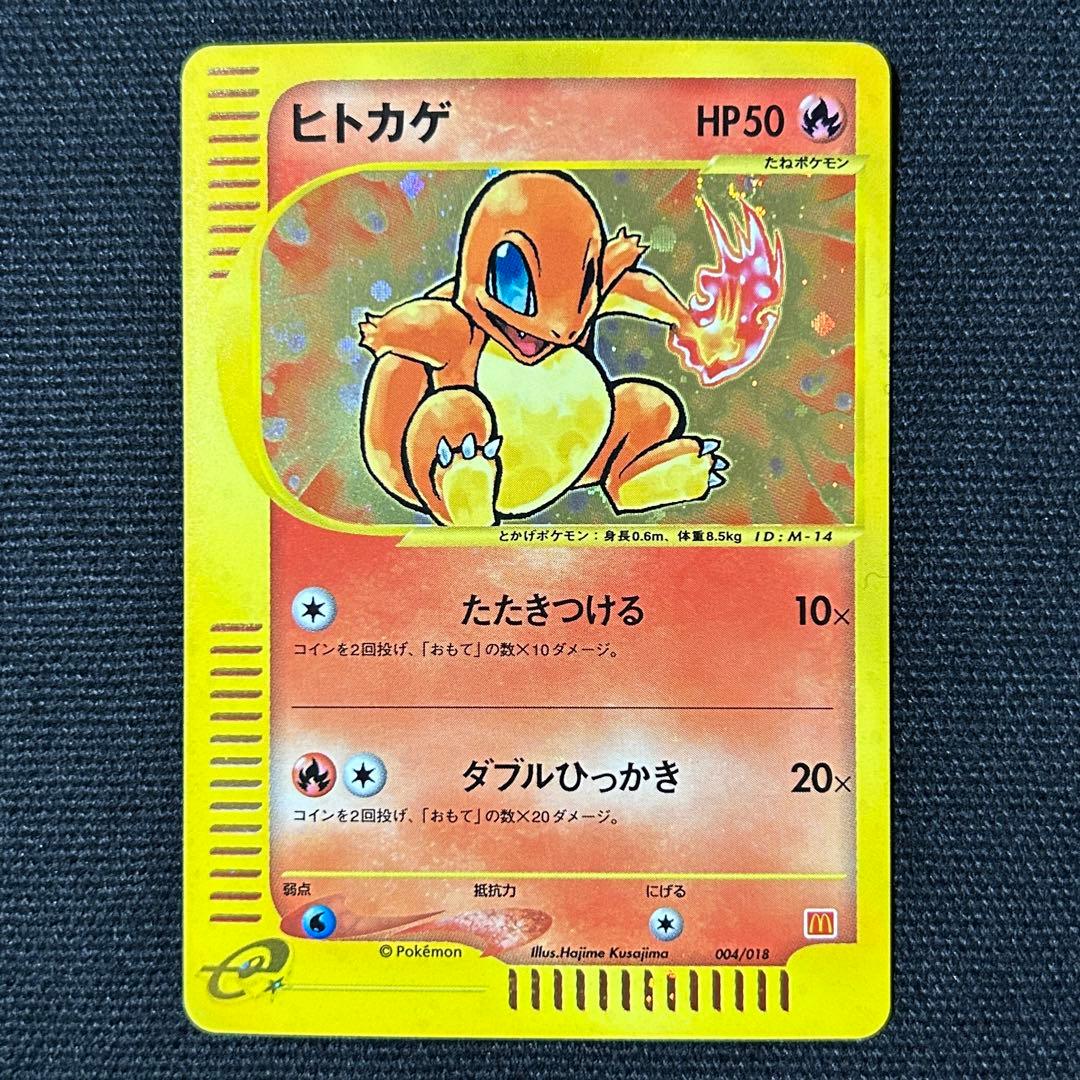 ヒトカゲ HP50
たねポケモン
とかげポケモン：身長0.6m、体重8.5kg ID:M-14
たたきつける 10×
コインを2回投げ、「おもて」の数×10ダメージ。
ダブルひっかき 20×
コインを2回投げ、「おもて」の数×20ダメージ。
弱点 抵抗力 にげる
©Pokémon Illus.Hajime Kusajima 004/018
e